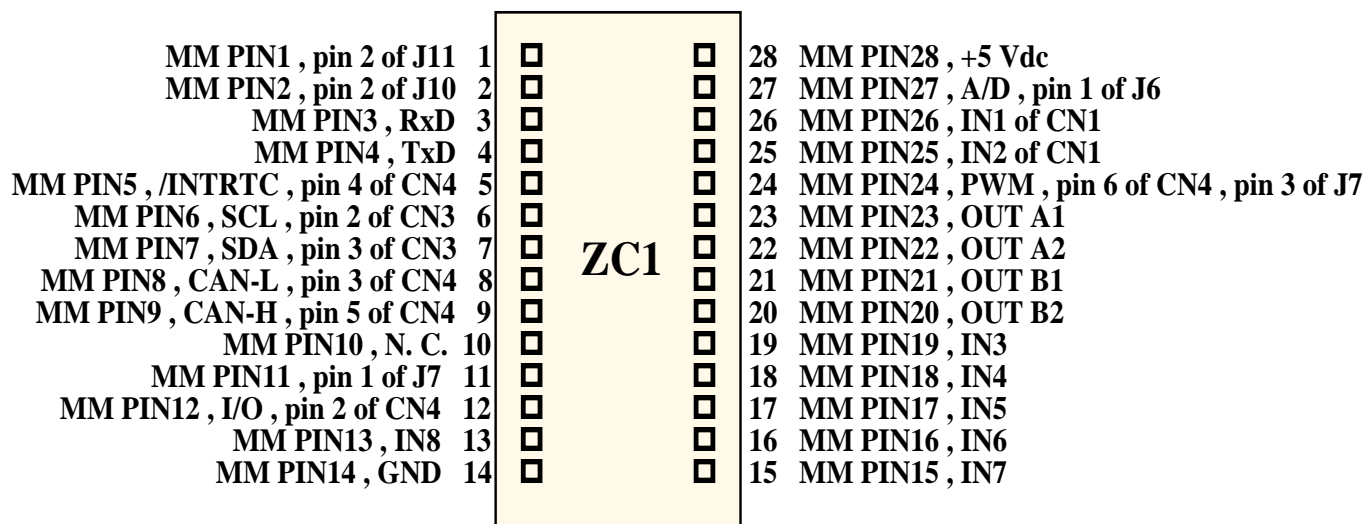 MM PIN1 , pin 2 of J11 1
MM PIN2 , pin 2 of J10 2
MM PIN3 , RxD 3
MM PIN4 , TxD 4
MM PIN5 , /INTRTC , pin 4 of CN4 5
MM PIN6 , SCL , pin 2 of CN3 6
MM PIN7 , SDA , pin 3 of CN3 7
MM PIN8 , CAN-L , pin 3 of CN4 8
MM PIN9 , CAN-H , pin 5 of CN4 9
MM PIN10 , N. C. 10
MM PIN11 , pin 1 of J7 11
MM PIN12 , I/O , pin 2 of CN4 12
MM PIN13 , IN8 13
MM PIN14 , GND 14
ZC1
28 MM PIN28 , +5 Vdc
27 MM PIN27 , A/D , pin 1 of J6
26 MM PIN26 , IN1 of CN1
25 MM PIN25 , IN2 of CN1
24 MM PIN24 , PWM , pin 6 of CN4 , pin 3 of J7
23 MM PIN23 , OUT A1
22 MM PIN22 , OUT A2
21 MM PIN21 , OUT B1
20 MM PIN20 , OUT B2
19 MM PIN19 , IN3
18 MM PIN18 , IN4
17 MM PIN17 , IN5
16 MM PIN16 , IN6
15 MM PIN15 , IN7